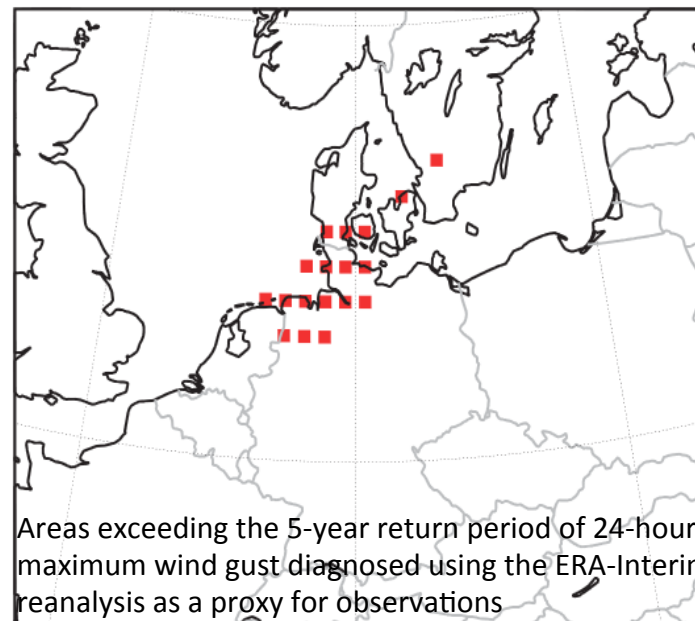 Areas exceeding the 5-year return period of 24-hour
maximum wind gust diagnosed using the ERA-Interim
reanalysis as a proxy for observations